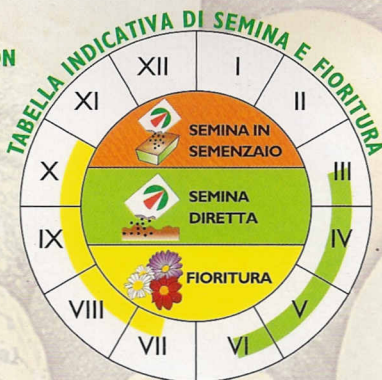 ON
TABELLA INDICATIVA DI SEMINA E FIORITURA
XII
I
XI
II
X
III
IX
IV
VIII
V
VII
VI
SEMINA IN
SEMENZAIO
SEMINA
DIRETTA
FIORITURA